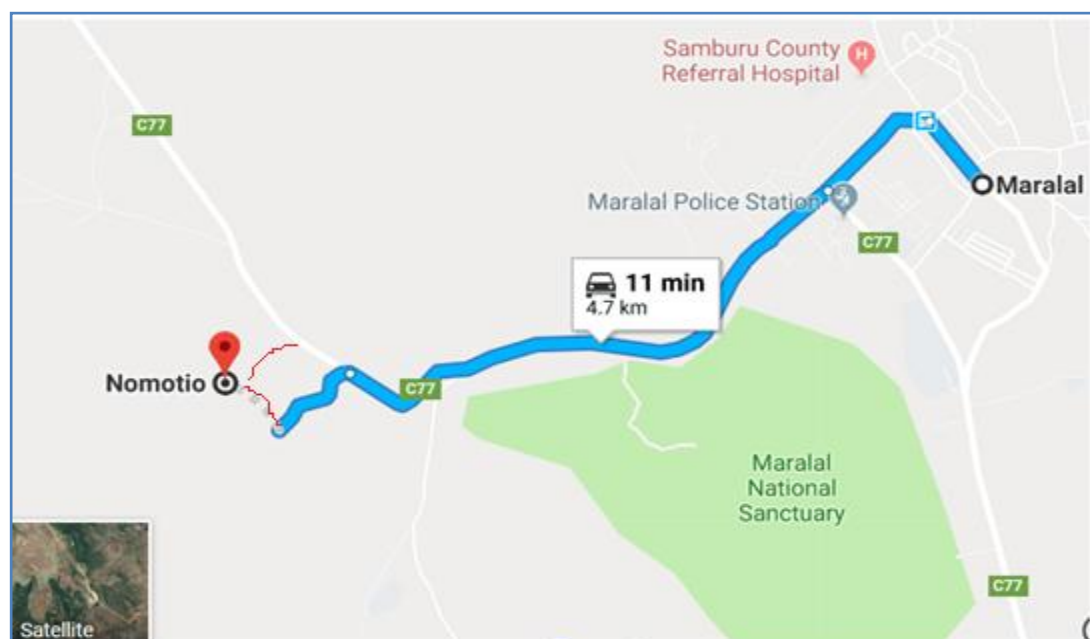 Samburu County
Referral Hospital
H
C77
Maralal
Maralal Police Station
C77
11 min
4.7 km
Nomotio
C77
Maralal
National
Sanctuary
C77
Satellite